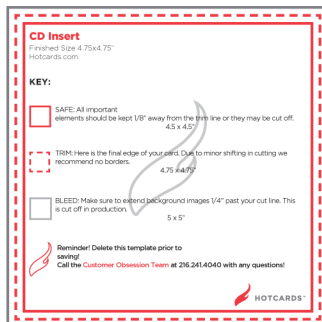 CD Insert
Finished Size 4.75x4.75"
Hotcards.com
KEY:
SAFE: All important
elements should be kept 1/8" away from the trim line or they may be cut off.
4.5 x 4.5"
TRIM: Here is the final edge of your card. Due to minor shifting in cutting we
recommend no borders.
4.75 x 4.75"
BLEED: Make sure to extend background images 1/4" past your cut line. This
is cut off in production.
5 x 5"
Reminder! Delete this template prior to
saving!
Call the Customer Obsession Team at 216.241.4040 with any questions!
HOTCARDS™